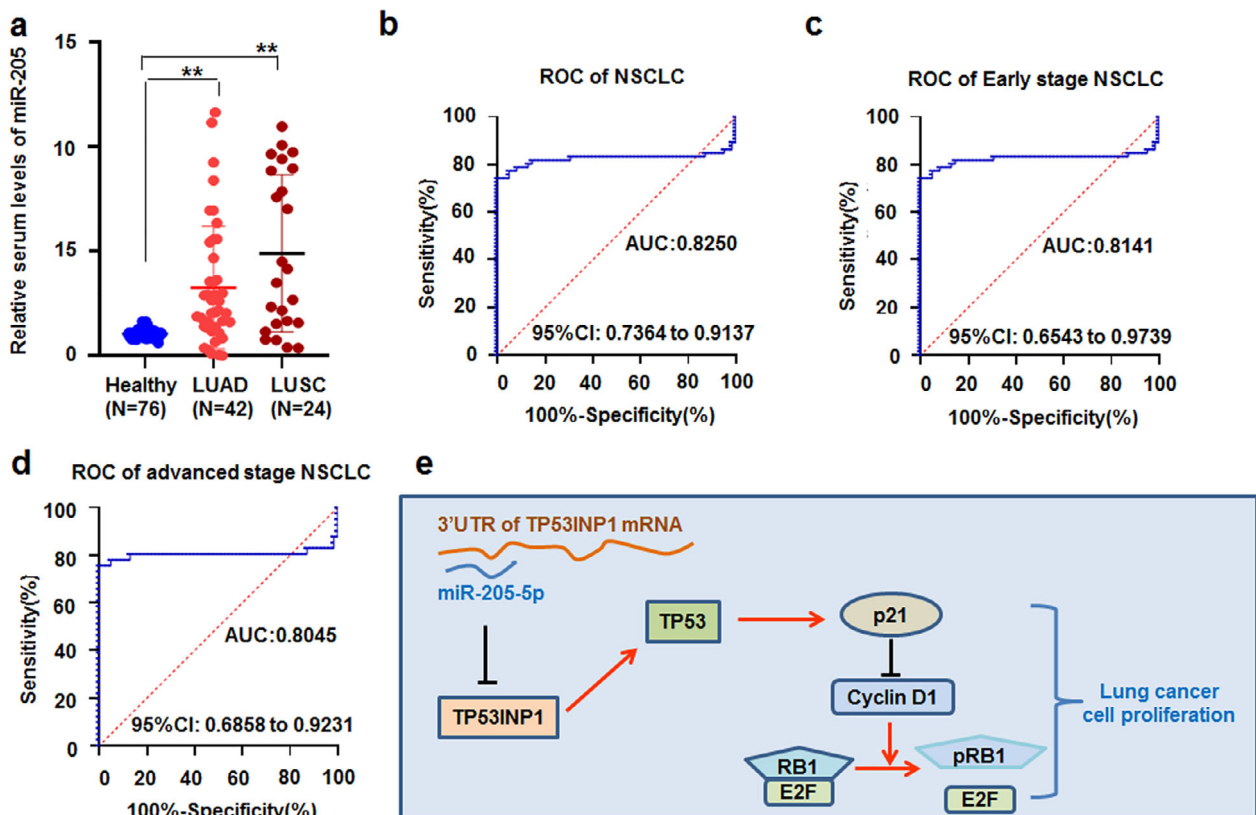 a
Relative serum levels of miR-205
15
10
15
0
**
**
Healthy
(N=76)
LUAD
(N=42)
LUSC
(N=24)
b
ROC of NSCLC
Sensitivity(%)
100
80
60
40
20
0
AUC:0.8250
95%CI: 0.7364 to 0.9137
0 20 40 60 80 100
100%-Specificity(%)
c
ROC of Early stage NSCLC
Sensitivity(%)
100
80
60
40
20
0
AUC:0.8141
95%CI: 0.6543 to 0.9739
0 20 40 60 80 100
100%-Specificity(%)
d
ROC of advanced stage NSCLC
Sensitivity(%)
100
80
60
40
20
0
AUC:0.8045
95%CI: 0.6858 to 0.9231
0 20 40 60 80 100
100%-Specificity(%)
e
3'UTR of TP53INP1 mRNA
miR-205-5p
TP53INP1
TP53
p21
Cyclin D1
RB1
E2F
pRB1
E2F
Lung cancer
cell proliferation